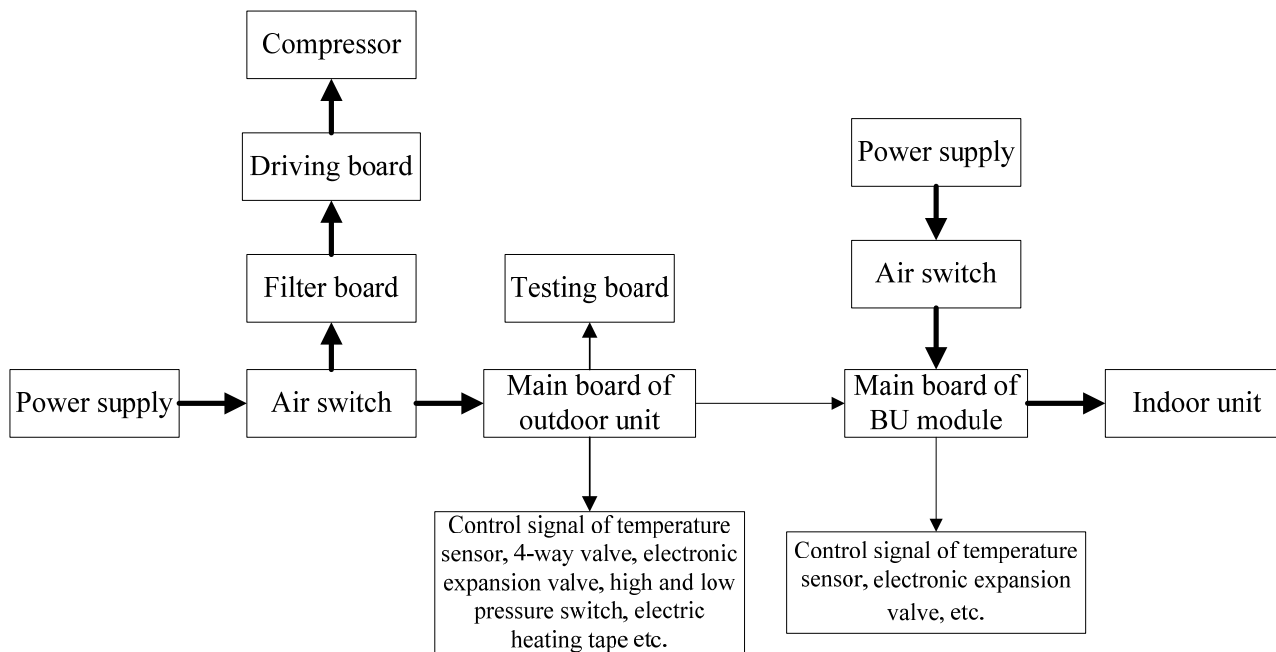 Compressor
Driving board
Power supply
Filter board
Testing board
Air switch
Power supply
Air switch
Main board of
outdoor unit
Main board of
BU module
Indoor unit
Control signal of temperature
sensor, 4-way valve, electronic
expansion valve, high and low
pressure switch, electric
heating tape etc.
Control signal of temperature
sensor, electronic expansion
valve, etc.